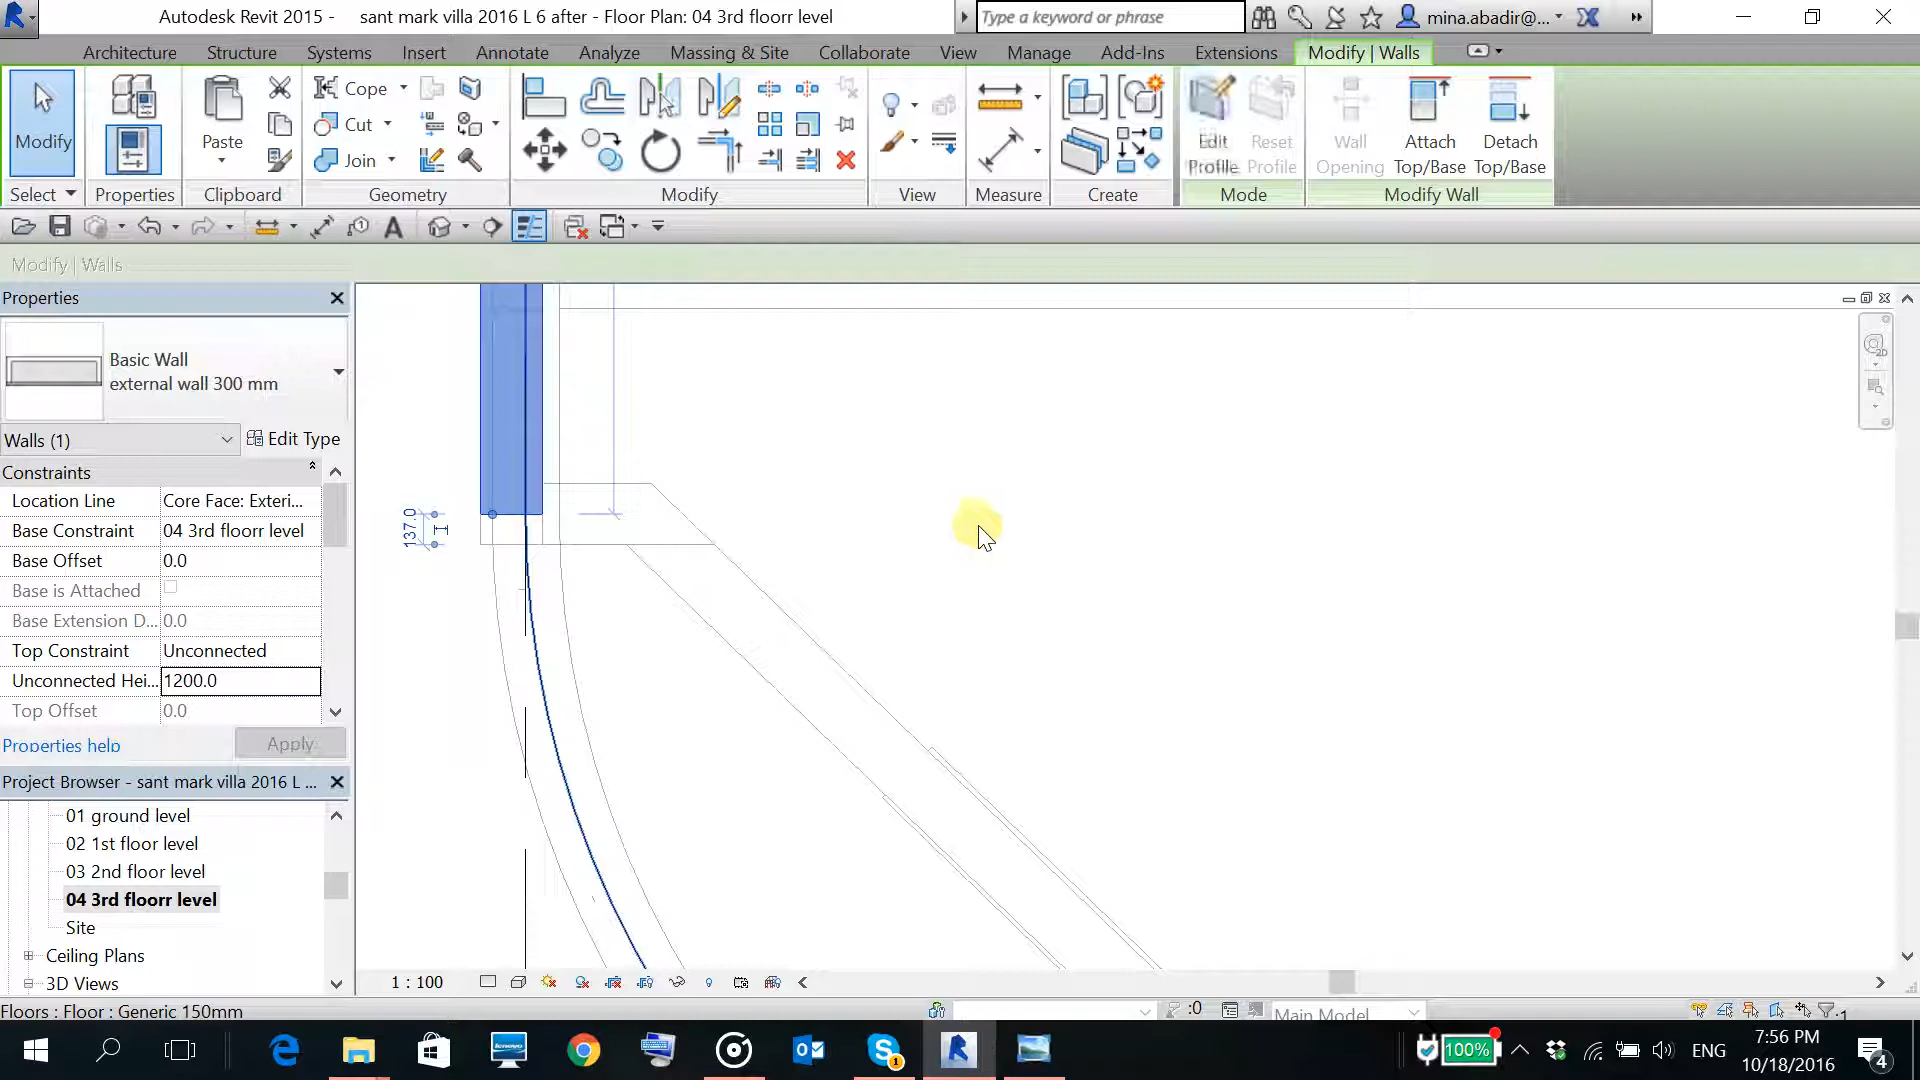 Autodesk Revit 2015 - sant mark villa 2016 L 6 after - Floor Plan: 04 3rd floorr level
Type a keyword or phrase
mina.abadir@...
Architecture Structure Systems Insert Annotate Analyze Massing & Site Collaborate View Manage Add-Ins Extensions Modify | Walls
Modify
Paste
Cope
Cut
Join
Edit Profile
Reset Profile
Wall Opening
Attach Top/Base
Detach Top/Base
Select Properties Clipboard Geometry Modify View Measure Create Mode Modify Wall
Modify | Walls
Properties
Basic Wall
external wall 300 mm
Walls (1) Edit Type
Constraints
Location Line Core Face: Exteri...
Base Constraint 04 3rd floorr level
Base Offset 0.0
Base is Attached
Base Extension D... 0.0
Top Constraint Unconnected
Unconnected Hei... 1200.0
Top Offset 0.0
Properties help Apply
Project Browser - sant mark villa 2016 L ...
01 ground level
02 1st floor level
03 2nd floor level
04 3rd floorr level
Site
Ceiling Plans
3D Views
137.0
2D
1 : 100
Floors : Floor : Generic 150mm
:0
Main Model
:1
lenovo
1
100%
ENG
7:56 PM
10/18/2016
4